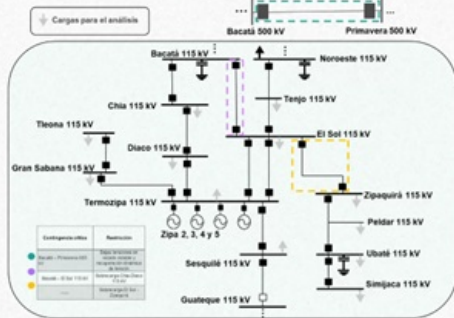 Cargas para el análisis
...
...
Bacatá 500 kV
Primavera 500 kV
Bacatá 115 kV
Noroeste 115 kV
Chía 115 kV
Tenjo 115 kV
Tleona 115 kV
El Sol 115 kV
Diaco 115 kV
Gran Sabana 115 kV
Termozipa 115 kV
Zipaquirá 115 kV
Zipa 2, 3, 4 y 5
Peldar 115 kV
Sesquilé 115 kV
Ubaté 115 kV
Simijaca 115 kV
Guateque 115 kV
Contingencia crítica
Restricción